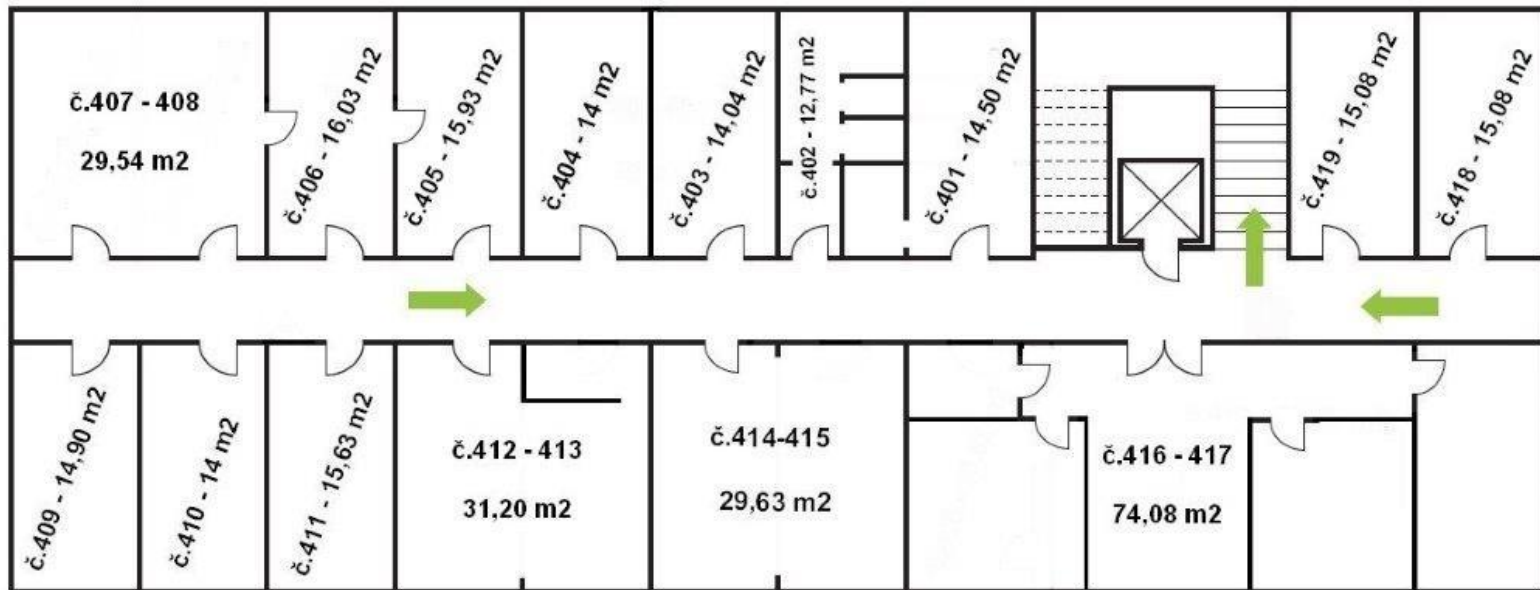 č.407 - 408
29,54 m2
č.406 - 16,03 m2
č.405 - 15,93 m2
č.404 - 14 m2
č.403 - 14,04 m2
č.402 - 12,77 m2
č.401 - 14,50 m2
č.419 - 15,08 m2
č.418 - 15,08 m2
č.409 - 14,90 m2
č.410 - 14 m2
č.411 - 15,63 m2
č.412 - 413
31,20 m2
č.414-415
29,63 m2
č.416 - 417
74,08 m2